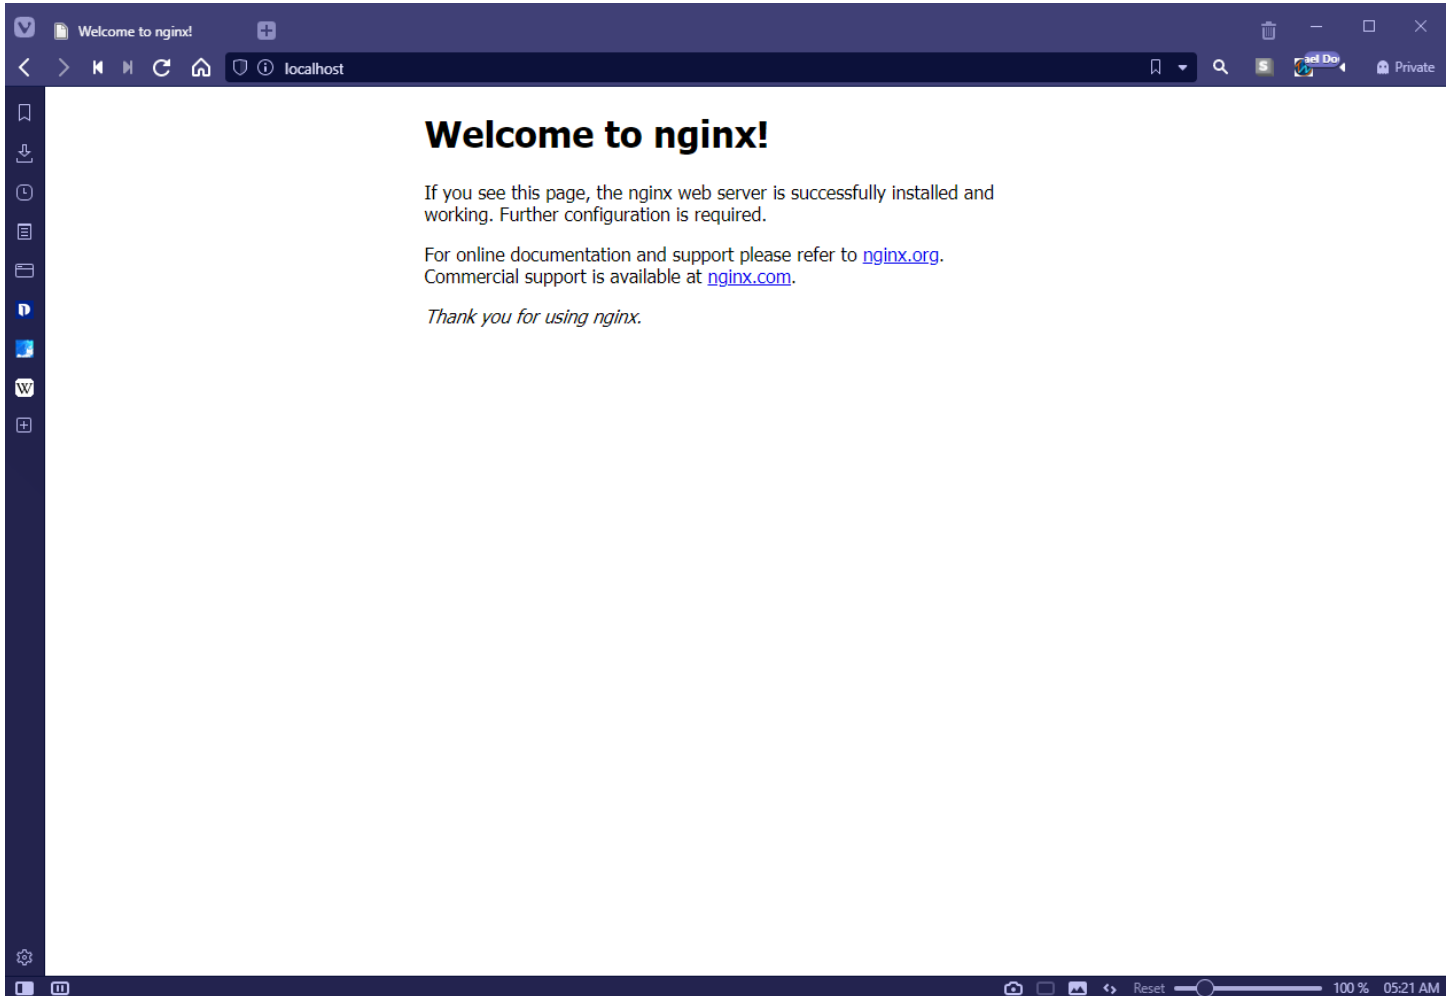 Welcome to nginx!
localhost
S
ael Do
Private
Welcome to nginx!
If you see this page, the nginx web server is successfully installed and
working. Further configuration is required.
For online documentation and support please refer to nginx.org.
Commercial support is available at nginx.com.
Thank you for using nginx.
W
Reset
100 %
05:21 AM